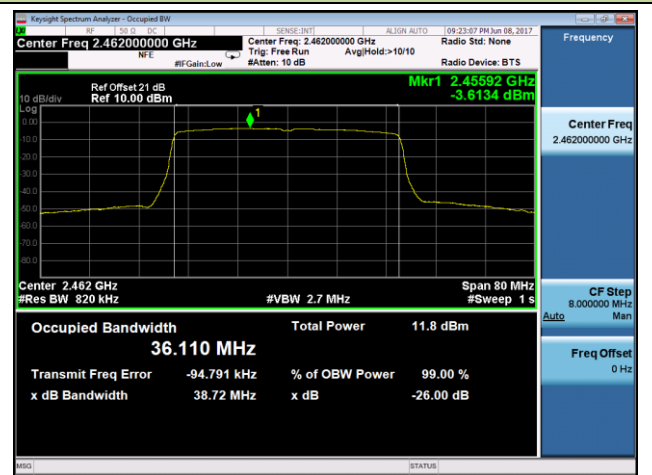 Keysight Spectrum Analyzer - Occupied BW
RF 50 Ω DC SENSE:INT ALIGN AUTO 09:23:07 PM Jun 08, 2017
Center Freq 2.462000000 GHz
NFE
#IFGain:Low
Center Freq: 2.462000000 GHz
Trig: Free Run Avg|Hold:>10/10
#Atten: 10 dB
Radio Std: None
Radio Device: BTS
Ref Offset 21 dB
10 dB/div Ref 10.00 dBm
Mkr1 2.45592 GHz
-3.6134 dBm
Log
1
0.00
-10.0
-20.0
-30.0
-40.0
-50.0
-60.0
-70.0
-80.0
Center 2.462 GHz Span 80 MHz
#Res BW 820 kHz #VBW 2.7 MHz #Sweep 1 s
Occupied Bandwidth Total Power 11.8 dBm
36.110 MHz
Transmit Freq Error -94.791 kHz % of OBW Power 99.00 %
x dB Bandwidth 38.72 MHz x dB -26.00 dB
MSG STATUS
Frequency
Center Freq
2.462000000 GHz
CF Step
8.000000 MHz
Auto Man
Freq Offset
0 Hz